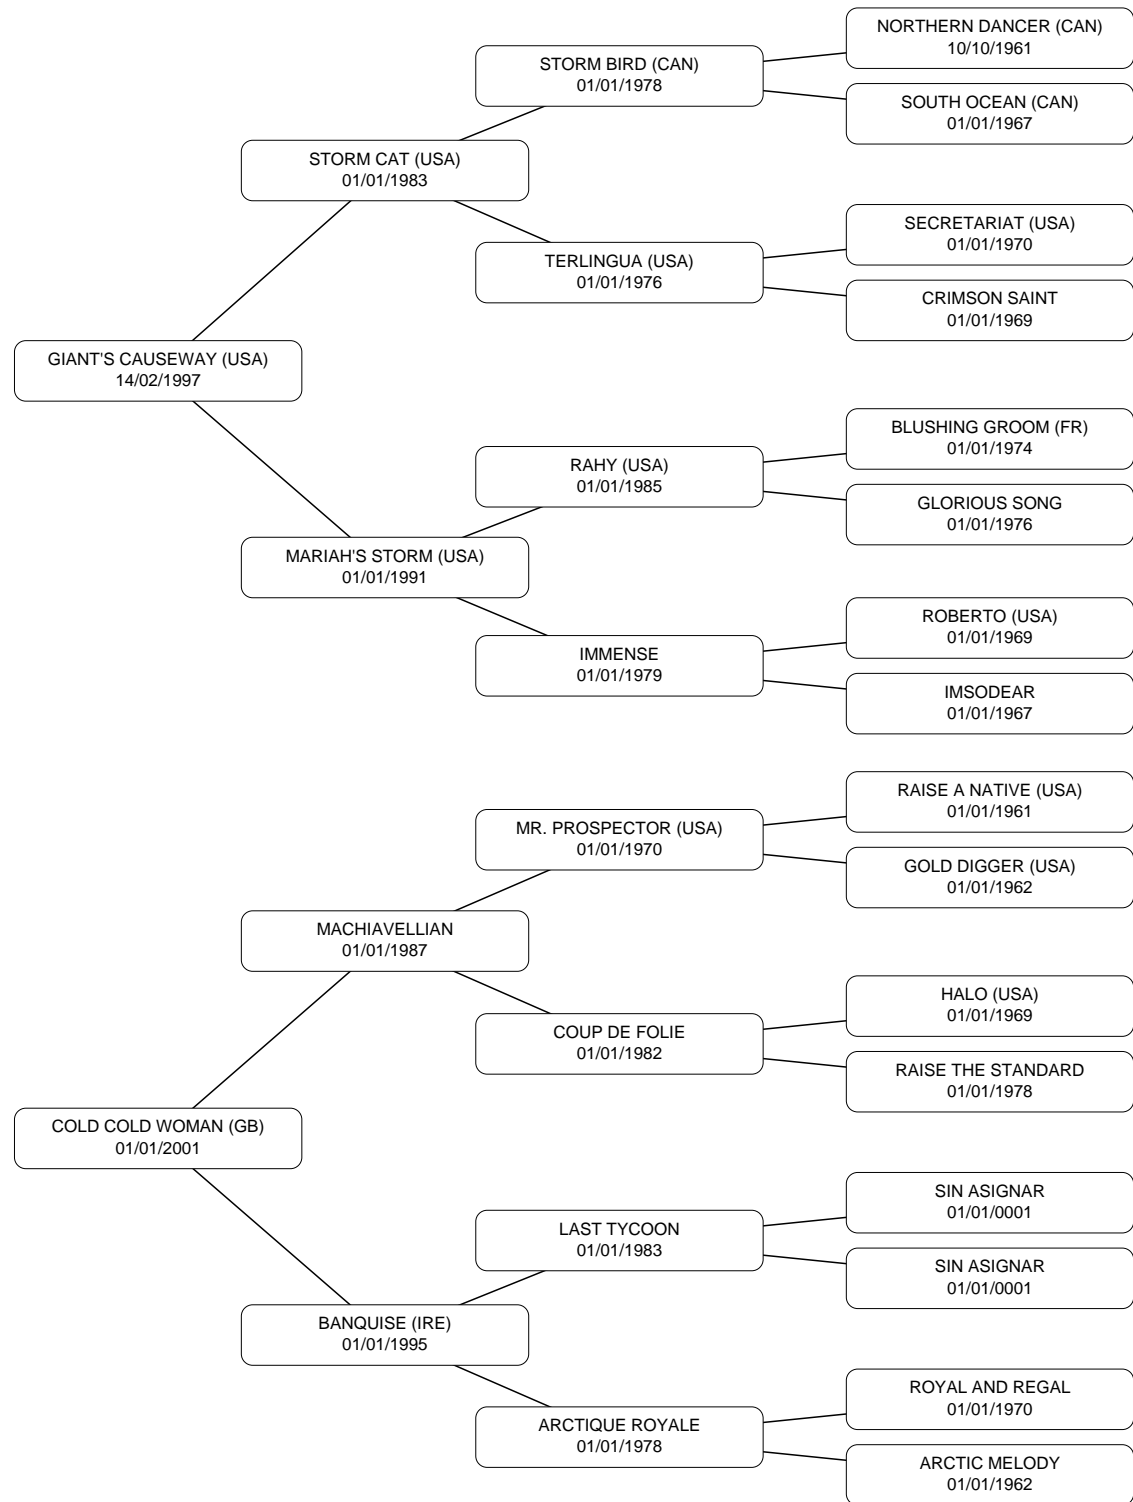 NORTHERN DANCER (CAN)
10/10/1961
STORM BIRD (CAN)
01/01/1978
SOUTH OCEAN (CAN)
01/01/1967
STORM CAT (USA)
01/01/1983
SECRETARIAT (USA)
01/01/1970
TERLINGUA (USA)
01/01/1976
CRIMSON SAINT
01/01/1969
GIANT'S CAUSEWAY (USA)
14/02/1997
BLUSHING GROOM (FR)
01/01/1974
RAHY (USA)
01/01/1985
GLORIOUS SONG
01/01/1976
MARIAH'S STORM (USA)
01/01/1991
ROBERTO (USA)
01/01/1969
IMMENSE
01/01/1979
IMSODEAR
01/01/1967
RAISE A NATIVE (USA)
01/01/1961
MR. PROSPECTOR (USA)
01/01/1970
GOLD DIGGER (USA)
01/01/1962
MACHIAVELLIAN
01/01/1987
HALO (USA)
01/01/1969
COUP DE FOLIE
01/01/1982
RAISE THE STANDARD
01/01/1978
COLD COLD WOMAN (GB)
01/01/2001
SIN ASIGNAR
01/01/0001
LAST TYCOON
01/01/1983
SIN ASIGNAR
01/01/0001
BANQUISE (IRE)
01/01/1995
ROYAL AND REGAL
01/01/1970
ARCTIQUE ROYALE
01/01/1978
ARCTIC MELODY
01/01/1962